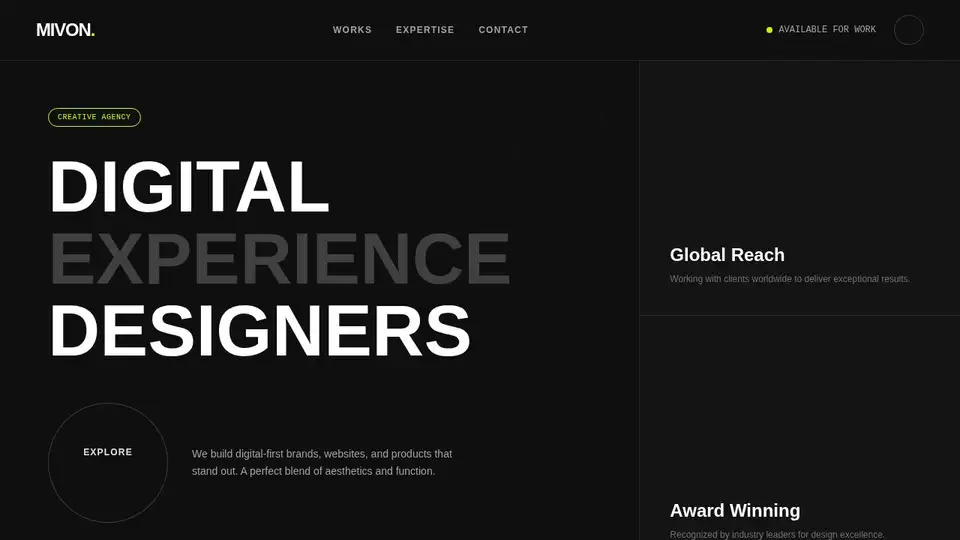 MIVON.
WORKS
EXPERTISE
CONTACT
AVAILABLE FOR WORK
CREATIVE AGENCY
DIGITAL
EXPERIENCE
DESIGNERS
EXPLORE
We build digital-first brands, websites, and products that
stand out. A perfect blend of aesthetics and function.
Global Reach
Working with clients worldwide to deliver exceptional results.
Award Winning
Recognized by industry leaders for design excellence.